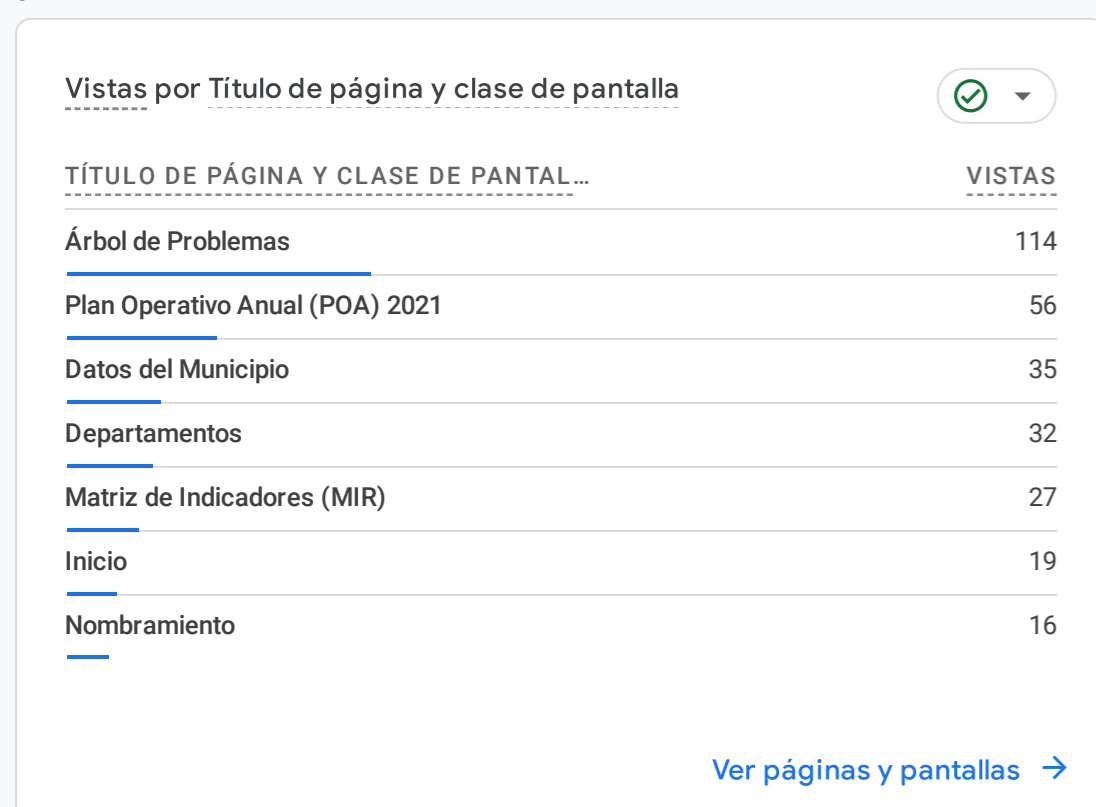 Vistas por Título de página y clase de pantalla
TÍTULO DE PÁGINA Y CLASE DE PANTAL... VISTAS
Árbol de Problemas 114
Plan Operativo Anual (POA) 2021 56
Datos del Municipio 35
Departamentos 32
Matriz de Indicadores (MIR) 27
Inicio 19
Nombramiento 16
Ver páginas y pantallas